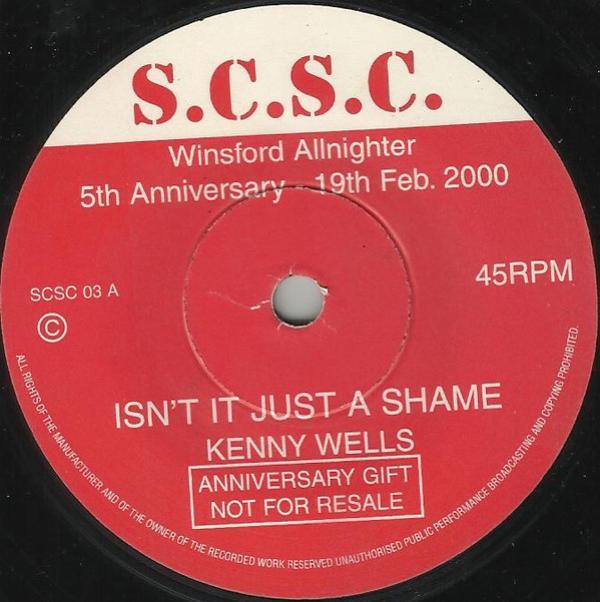 S.C.S.C.
Winsford Allnighter
5th Anniversary - 19th Feb. 2000
45RPM
SCSC 03 A
©
ISN'T IT JUST A SHAME
KENNY WELLS
ANNIVERSARY GIFT
NOT FOR RESALE
ALL RIGHTS OF THE MANUFACTURER AND OF THE OWNER OF THE RECORDED WORK RESERVED UNAUTHORISED PUBLIC PERFORMANCE BROADCASTING AND COPYING PROHIBITED.